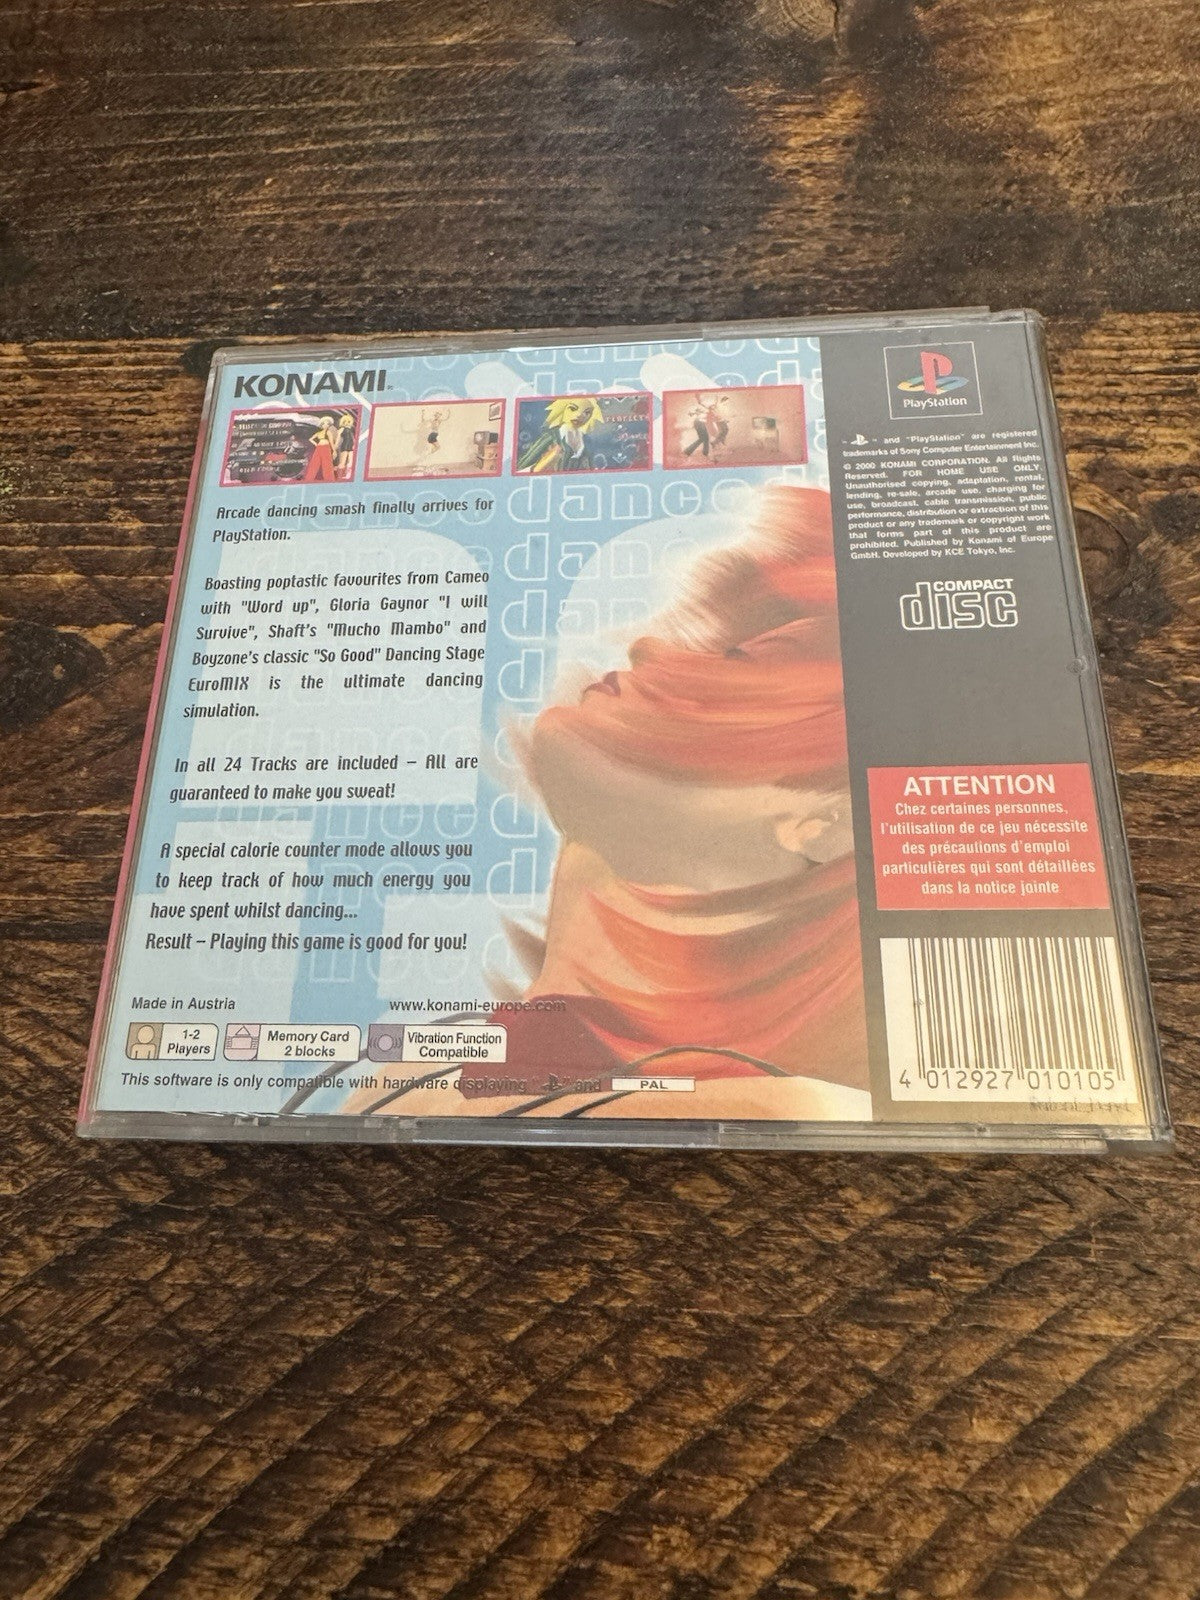 KONAMI
Arcade dancing smash finally arrives for
PlayStation.
Boasting poptastic favourites from Cameo
with "Word up", Gloria Gaynor "I will
Survive", Shaft's "Mucho Mambo" and
Boyzone's classic "So Good" Dancing Stage
EuroMIX is the ultimate dancing
simulation.
In all 24 Tracks are included – All are
guaranteed to make you sweat!
A special calorie counter mode allows you
to keep track of how much energy you
have spent whilst dancing...
Result – Playing this game is good for you!
Made in Austria
www.konami-europe.com
1-2
Players
Memory Card
2 blocks
Vibration Function
Compatible
This software is only compatible with hardware displaying and PAL
PlayStation
" " and "PlayStation" are registered
trademarks of Sony Computer Entertainment Inc.
© 2000 KONAMI CORPORATION. All Rights
Reserved. FOR HOME USE ONLY.
Unauthorised copying, adaptation, rental,
lending, re-sale, arcade use, charging for
use, broadcast, cable transmission, public
performance, distribution or extraction of this
product or any trademark or copyright work
that forms part of this product are
prohibited. Published by Konami of Europe
GmbH. Developed by KCE Tokyo, Inc.
COMPACT
disc
ATTENTION
Chez certaines personnes,
l'utilisation de ce jeu nécessite
des précautions d'emploi
particulières qui sont détaillées
dans la notice jointe
4 012927 010105